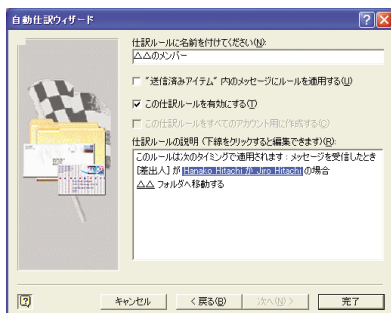 自動仕訳ウィザード
仕訳ルールに名前を付けてください(N):
△△のメンバー
"送信済みアイテム" 内のメッセージにルールを適用する(U)
この仕訳ルールを有効にする(T)
この仕訳ルールをすべてのアカウント用に作成する(C)
仕訳ルールの説明 (下線をクリックすると編集できます)(R):
このルールは次のタイミングで適用されます : メッセージを受信したとき
[差出人] が Hanako Hitachi か Jiro Hitachi の場合
△△ フォルダへ移動する
キャンセル
< 戻る(B)
次へ(N) >
完了